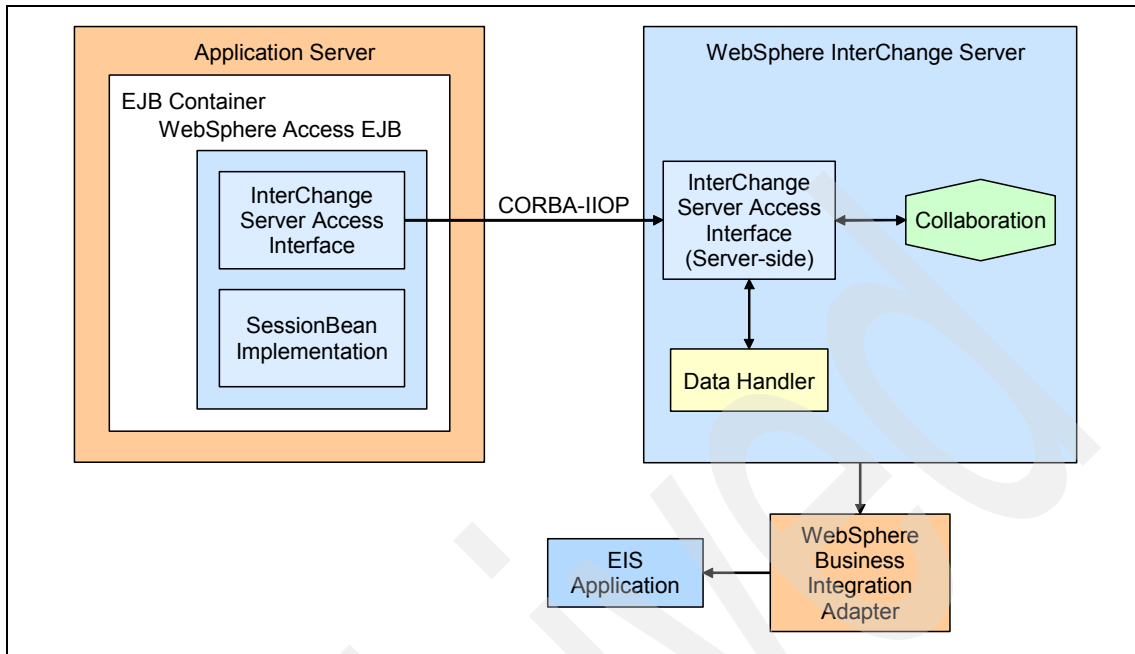 Application Server
EJB Container
WebSphere Access EJB
InterChange
Server Access
Interface
SessionBean
Implementation
CORBA-IIOP
WebSphere InterChange Server
InterChange
Server Access
Interface
(Server-side)
Collaboration
Data Handler
EIS
Application
WebSphere
Business
Integration
Adapter